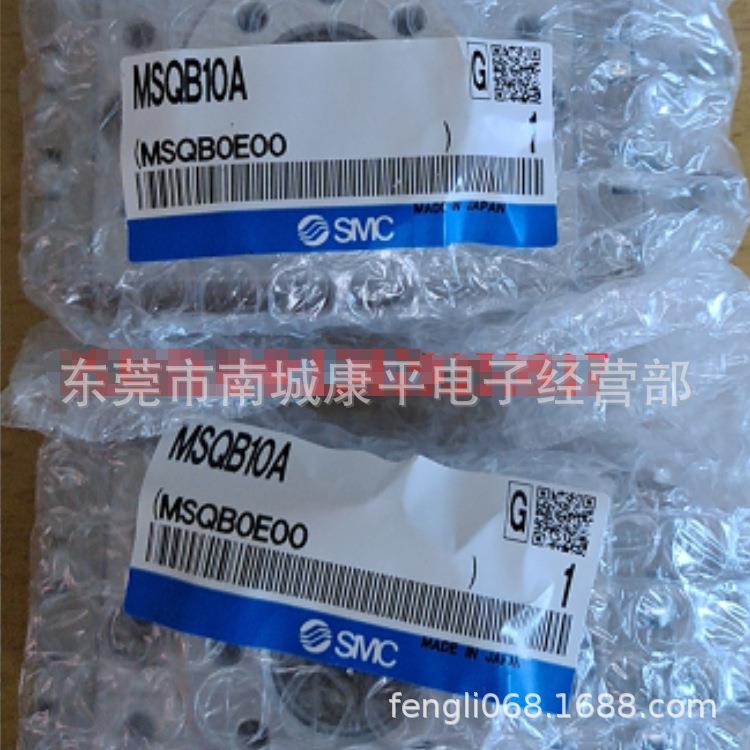 MSQB10A
G
(MSQB0E00 )
1
MADE IN JAPAN
SMC
东莞市南城康平电子经营部
MSQB10A
G
(MSQB0E00 )
1
MADE IN JAPAN
SMC
fengli068.1688.com